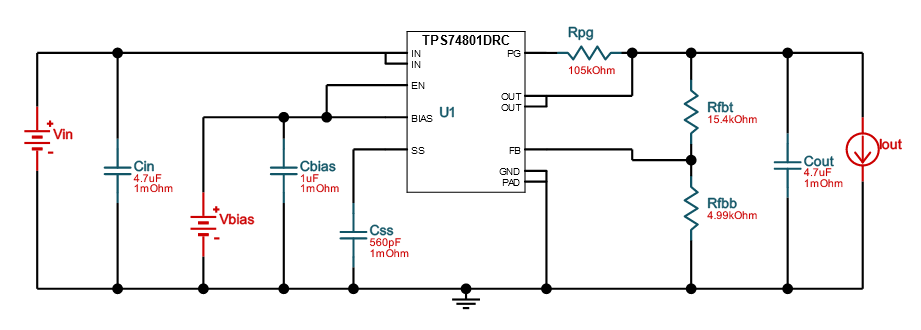 TPS74801DRC
Rpg
105kOhm
IN
IN
EN
BIAS
SS
U1
PG
OUT
OUT
FB
GND
PAD
Vin
+
-
Cin
4.7uF
1mOhm
Vbias
+
-
Cbias
1uF
1mOhm
Css
560pF
1mOhm
Rfbt
15.4kOhm
Rfbb
4.99kOhm
Cout
4.7uF
1mOhm
Iout